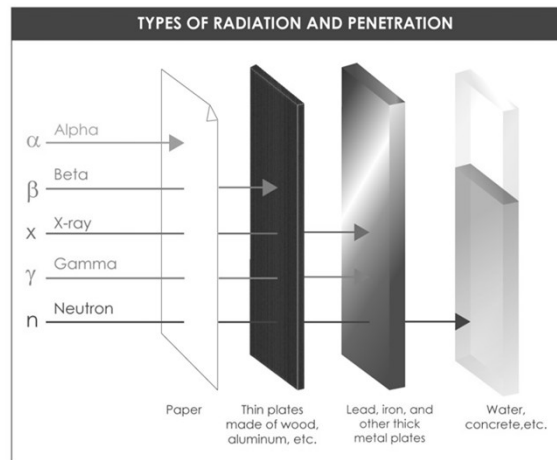 TYPES OF RADIATION AND PENETRATION
α Alpha
β Beta
x X-ray
γ Gamma
n Neutron
Paper
Thin plates
made of wood,
aluminum, etc.
Lead, iron, and
other thick
metal plates
Water,
concrete,etc.